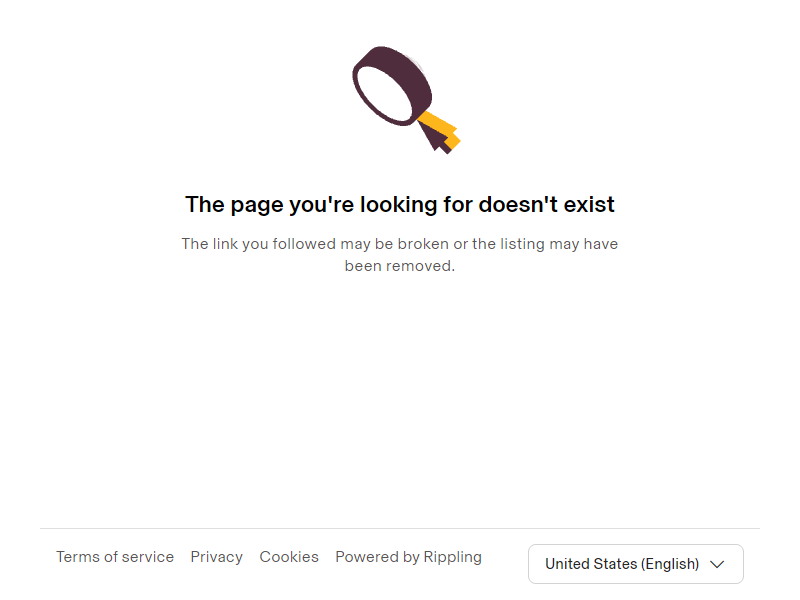 The page you're looking for doesn't exist
The link you followed may be broken or the listing may have
been removed.
Terms of service Privacy Cookies Powered by Rippling
United States (English)